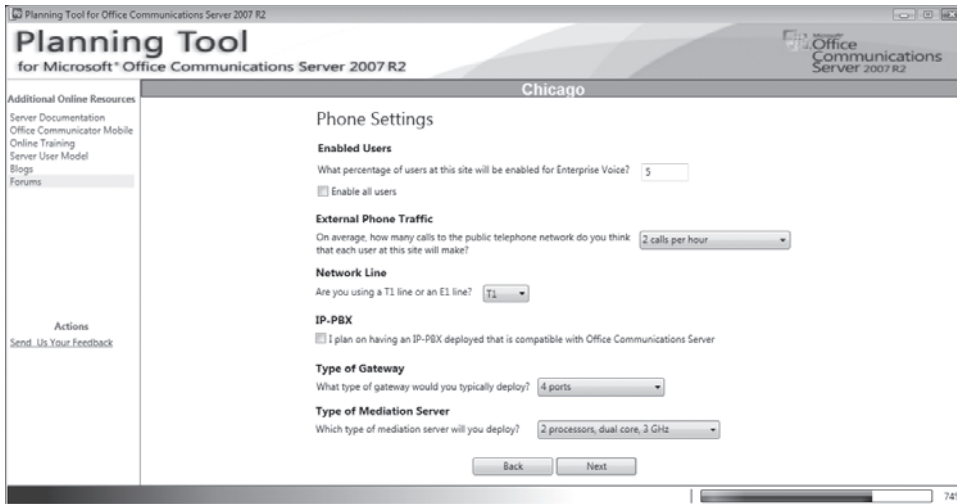 Planning Tool for Office Communications Server 2007 R2
Planning Tool
for Microsoft® Office Communications Server 2007 R2
Microsoft®
Office
Communications
Server 2007 R2
Chicago
Additional Online Resources
Server Documentation
Office Communicator Mobile
Online Training
Server User Model
Blogs
Forums
Actions
Send Us Your Feedback
Phone Settings
Enabled Users
What percentage of users at this site will be enabled for Enterprise Voice? 5
Enable all users
External Phone Traffic
On average, how many calls to the public telephone network do you think
that each user at this site will make? 2 calls per hour
Network Line
Are you using a T1 line or an E1 line? T1
IP-PBX
I plan on having an IP-PBX deployed that is compatible with Office Communications Server
Type of Gateway
What type of gateway would you typically deploy? 4 ports
Type of Mediation Server
Which type of mediation server will you deploy? 2 processors, dual core, 3 GHz
Back Next